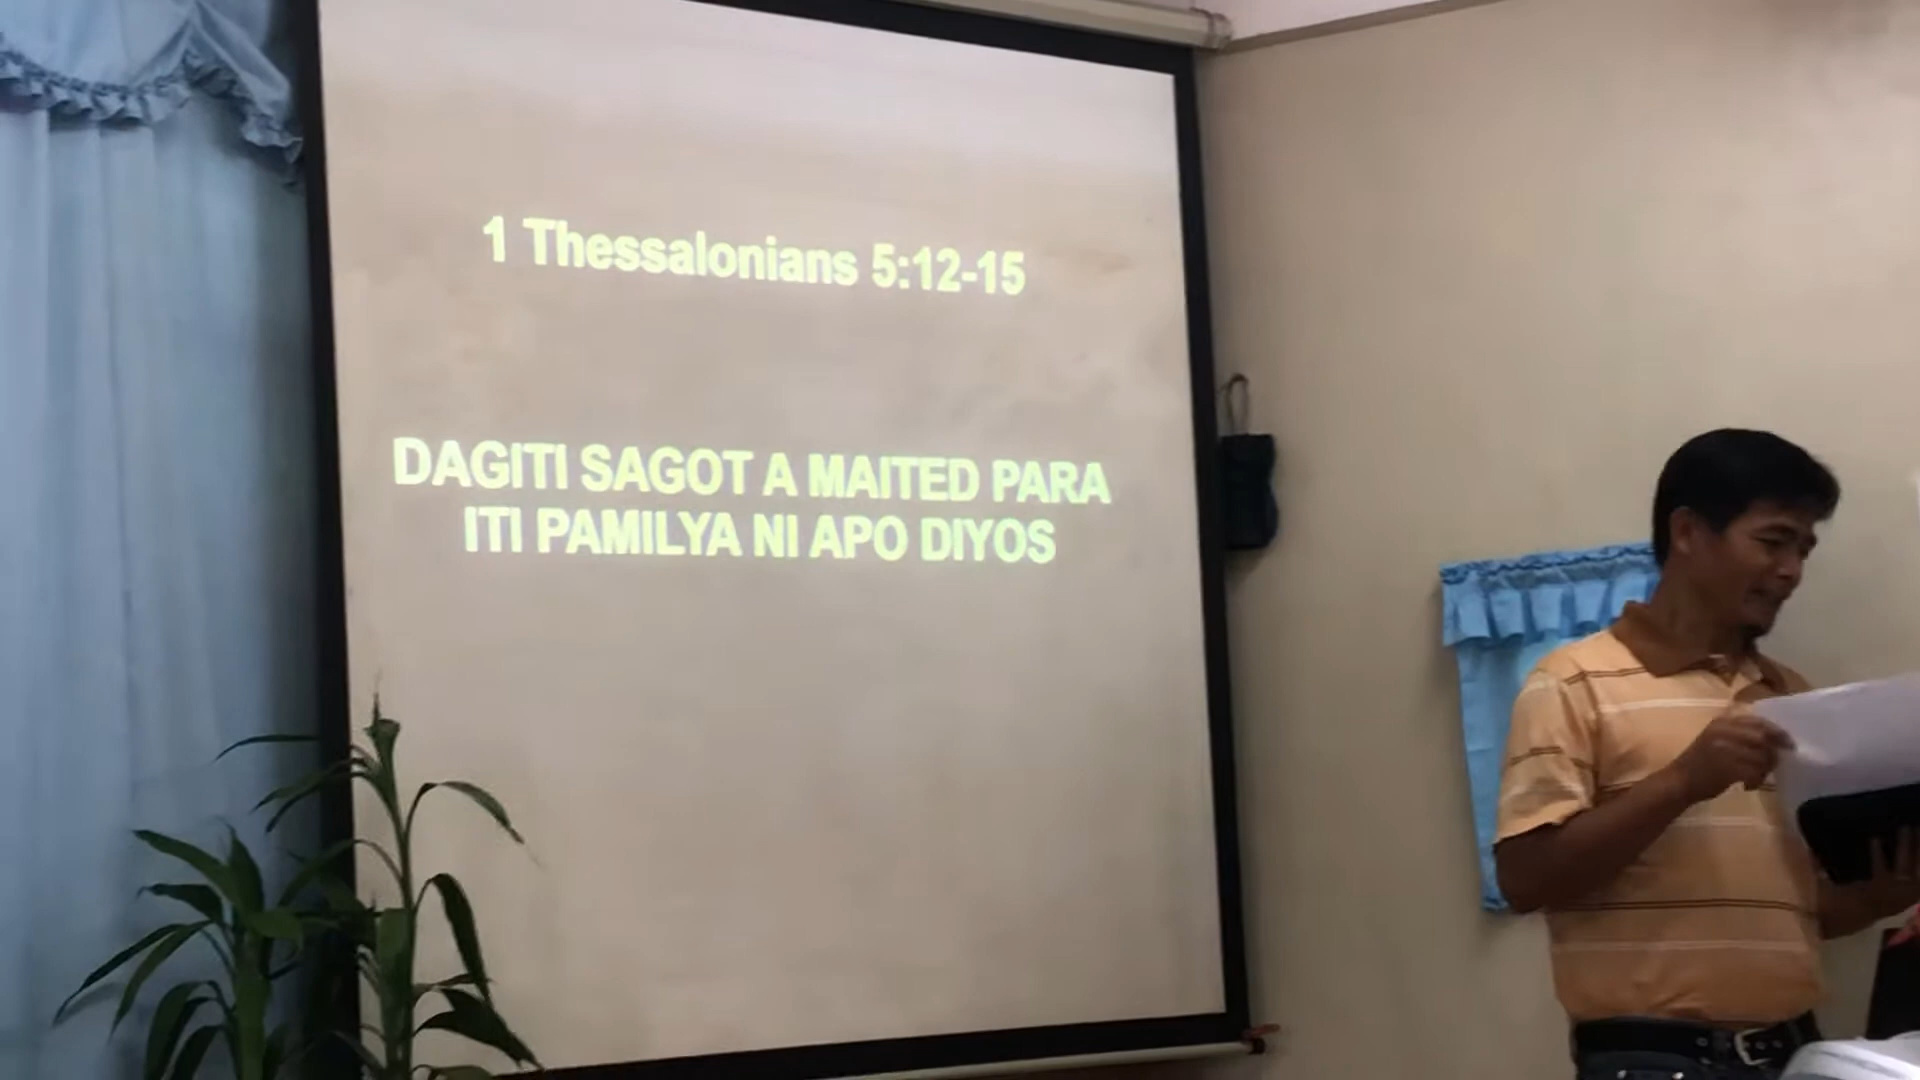 1 Thessalonians 5:12-15
DAGITI SAGOT A MAITED PARA
ITI PAMILYA NI APO DIYOS